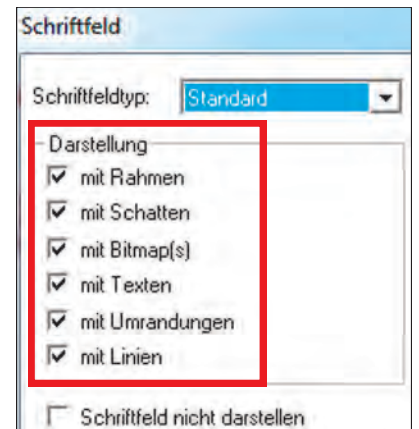 Schriftfeld
Schriftfeldtyp: Standard
Darstellung
mit Rahmen
mit Schatten
mit Bitmap(s)
mit Texten
mit Umrandungen
mit Linien
Schriftfeld nicht darstellen